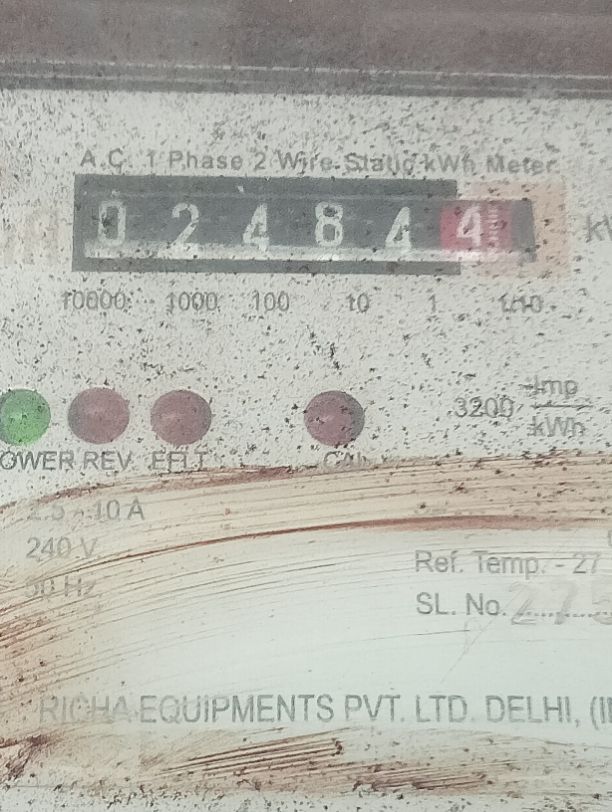 A.C. 1 Phase 2 Wire Static kWh Meter
0 2 4 8 4 4
10000 1000 100 10 1 1/10
3200 Imp
kWh
OWER REV EFLT CAL
2.5 - 10 A
240 V
50 Hz
Ref. Temp. - 27
SL. No. 275
RICHA EQUIPMENTS PVT. LTD. DELHI,